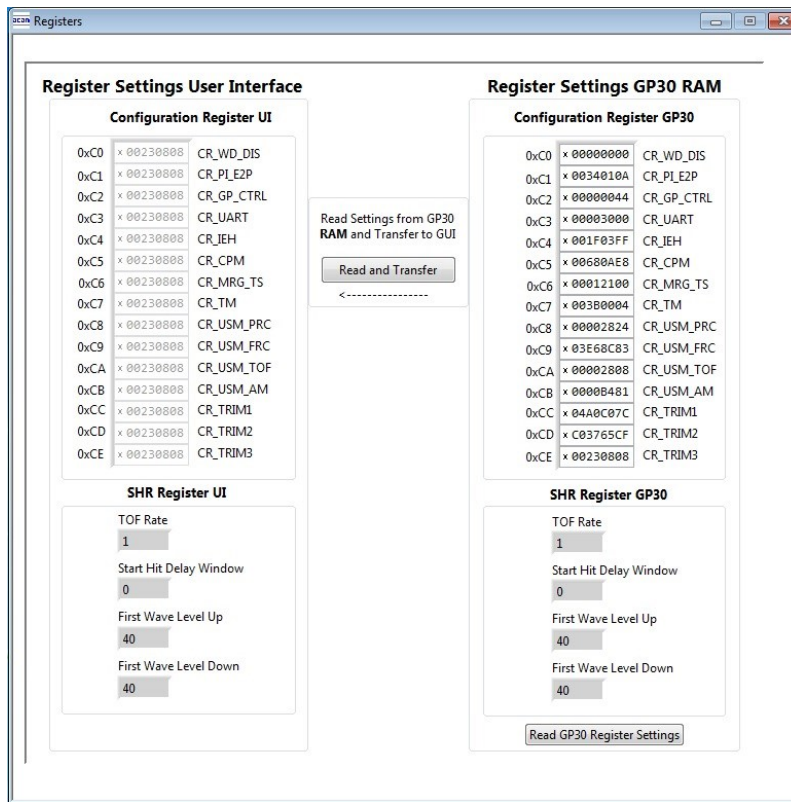 acam Registers
Register Settings User Interface
Configuration Register UI
0xC0 × 00230808 CR_WD_DIS
0xC1 × 00230808 CR_PI_E2P
0xC2 × 00230808 CR_GP_CTRL
0xC3 × 00230808 CR_UART
0xC4 × 00230808 CR_IEH
0xC5 × 00230808 CR_CPM
0xC6 × 00230808 CR_MRG_TS
0xC7 × 00230808 CR_TM
0xC8 × 00230808 CR_USM_PRC
0xC9 × 00230808 CR_USM_FRC
0xCA × 00230808 CR_USM_TOF
0xCB × 00230808 CR_USM_AM
0xCC × 00230808 CR_TRIM1
0xCD × 00230808 CR_TRIM2
0xCE × 00230808 CR_TRIM3
SHR Register UI
TOF Rate
1
Start Hit Delay Window
0
First Wave Level Up
40
First Wave Level Down
40
Read Settings from GP30
RAM and Transfer to GUI
Read and Transfer
<----------------
Register Settings GP30 RAM
Configuration Register GP30
0xC0 × 00000000 CR_WD_DIS
0xC1 × 0034010A CR_PI_E2P
0xC2 × 00000044 CR_GP_CTRL
0xC3 × 00003000 CR_UART
0xC4 × 001F03FF CR_IEH
0xC5 × 00680AE8 CR_CPM
0xC6 × 00012100 CR_MRG_TS
0xC7 × 003B0004 CR_TM
0xC8 × 00002824 CR_USM_PRC
0xC9 × 03E68C83 CR_USM_FRC
0xCA × 00002808 CR_USM_TOF
0xCB × 0000B481 CR_USM_AM
0xCC × 04A0C07C CR_TRIM1
0xCD × C03765CF CR_TRIM2
0xCE × 00230808 CR_TRIM3
SHR Register GP30
TOF Rate
1
Start Hit Delay Window
0
First Wave Level Up
40
First Wave Level Down
40
Read GP30 Register Settings